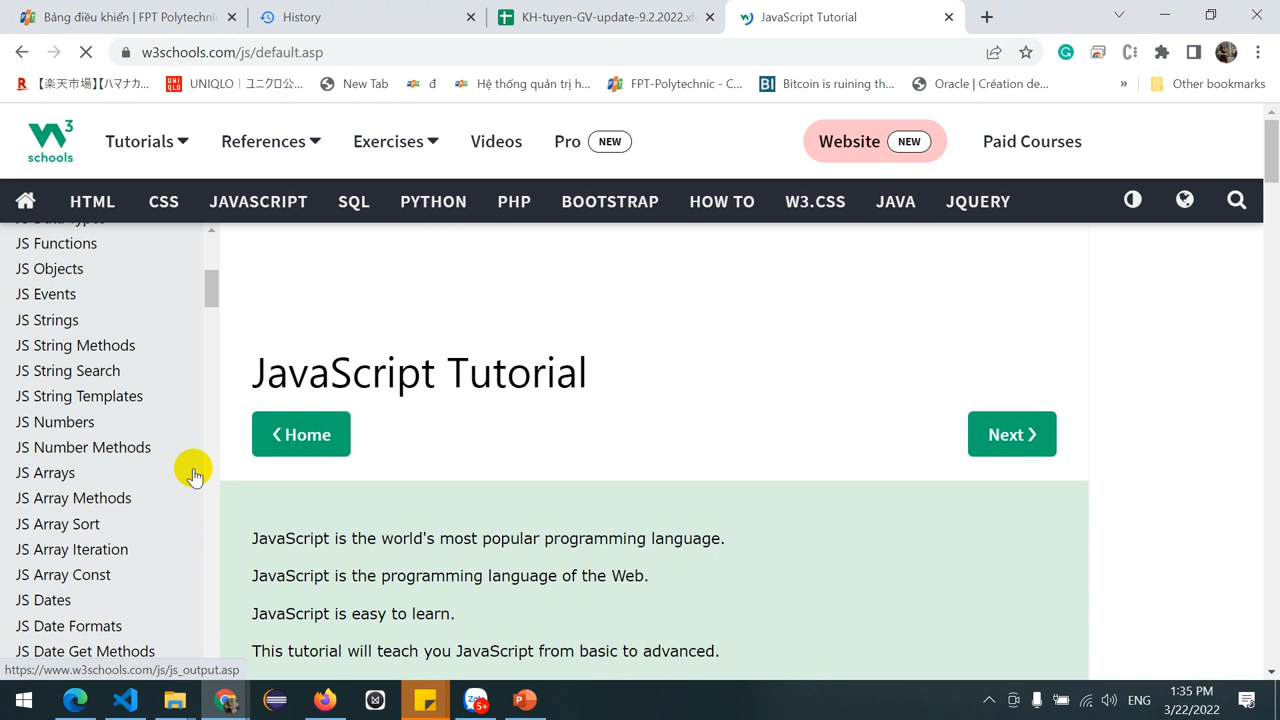 Bảng điều khiển | FPT Polytechni
History
KH-tuyen-GV-update-9.2.2022.xl
JavaScript Tutorial
w3schools.com/js/default.asp
【楽天市場】【ハマナカ...
UNIQLO｜ユニクロ公...
New Tab
đ
Hệ thống quản trị h...
FPT-Polytechnic - C...
Bitcoin is ruining th...
Oracle | Création de...
»
Other bookmarks
W3
schools
Tutorials
References
Exercises
Videos
Pro NEW
Website NEW
Paid Courses
HTML
CSS
JAVASCRIPT
SQL
PYTHON
PHP
BOOTSTRAP
HOW TO
W3.CSS
JAVA
JQUERY
JS Data Types
JS Functions
JS Objects
JS Events
JS Strings
JS String Methods
JS String Search
JS String Templates
JS Numbers
JS Number Methods
JS Arrays
JS Array Methods
JS Array Sort
JS Array Iteration
JS Array Const
JS Dates
JS Date Formats
JS Date Get Methods
JavaScript Tutorial
❮ Home
Next ❯
JavaScript is the world's most popular programming language.
JavaScript is the programming language of the Web.
JavaScript is easy to learn.
This tutorial will teach you JavaScript from basic to advanced.
https://www.w3schools.com/js/js_output.asp
5+
ENG
1:35 PM
3/22/2022